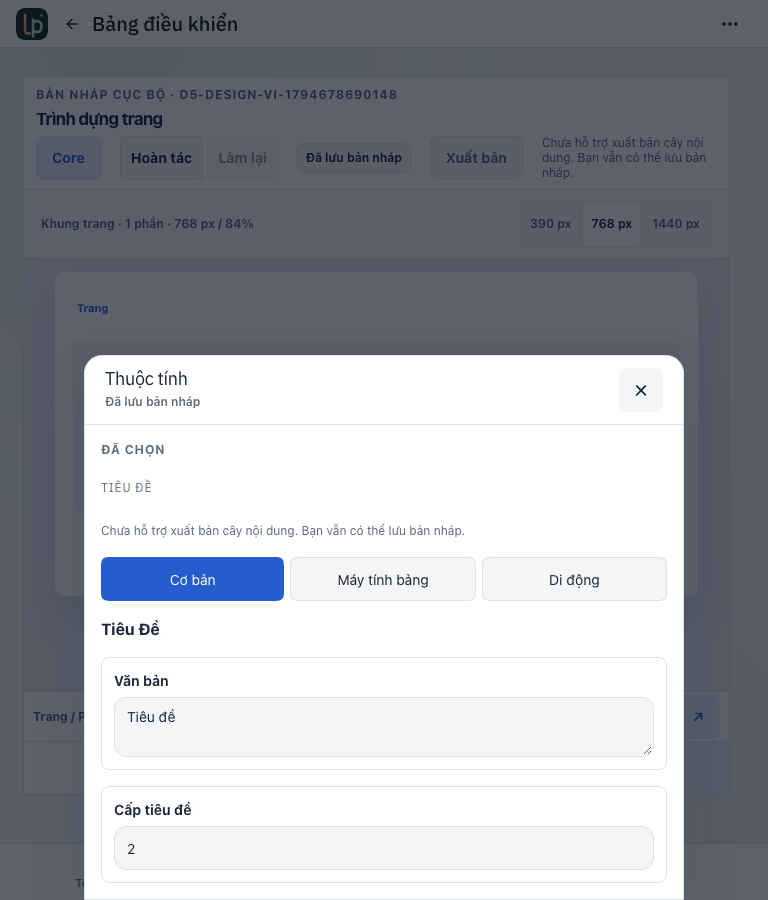 lp
Bảng điều khiển
BẢN NHÁP CỤC BỘ · D5-DESIGN-VI-1794678690148
Trình dựng trang
Core
Hoàn tác
Làm lại
Đã lưu bản nháp
Xuất bản
Chưa hỗ trợ xuất bản cây nội
dung. Bạn vẫn có thể lưu bản
nháp.
Khung trang · 1 phần · 768 px / 84%
390 px
768 px
1440 px
Trang
Thuộc tính
Đã lưu bản nháp
ĐÃ CHỌN
TIÊU ĐỀ
Chưa hỗ trợ xuất bản cây nội dung. Bạn vẫn có thể lưu bản nháp.
Cơ bản
Máy tính bảng
Di động
Tiêu Đề
Văn bản
Tiêu đề
Trang / P
Cấp tiêu đề
2